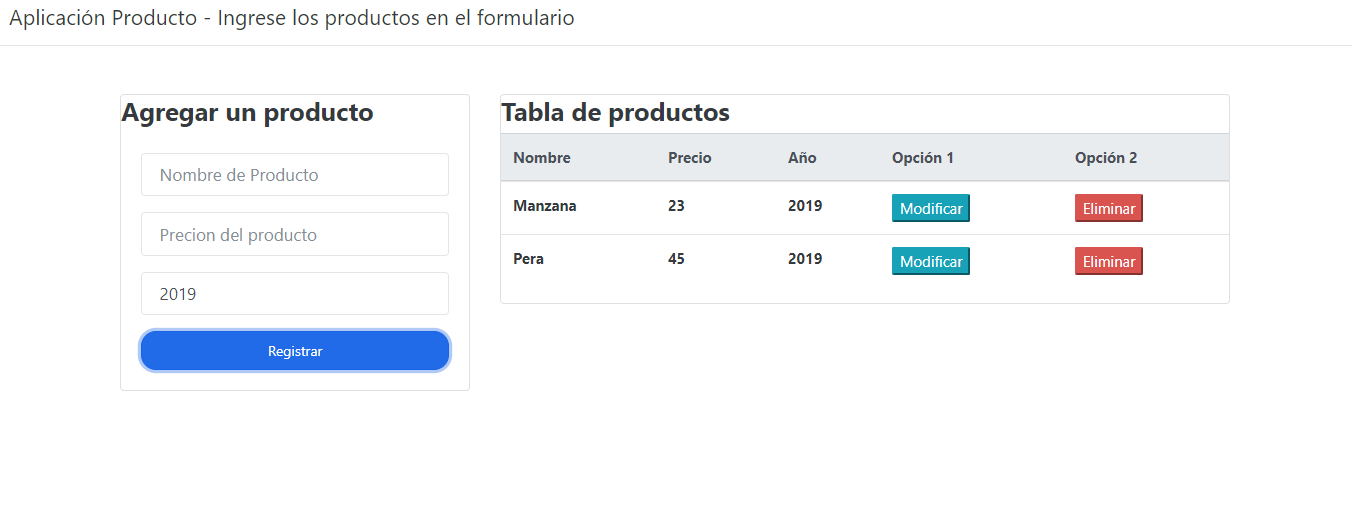 Aplicación Producto - Ingrese los productos en el formulario
Agregar un producto
Nombre de Producto
Precion del producto
2019
Registrar
Tabla de productos
Nombre Precio Año Opción 1 Opción 2
Manzana 23 2019 Modificar Eliminar
Pera 45 2019 Modificar Eliminar